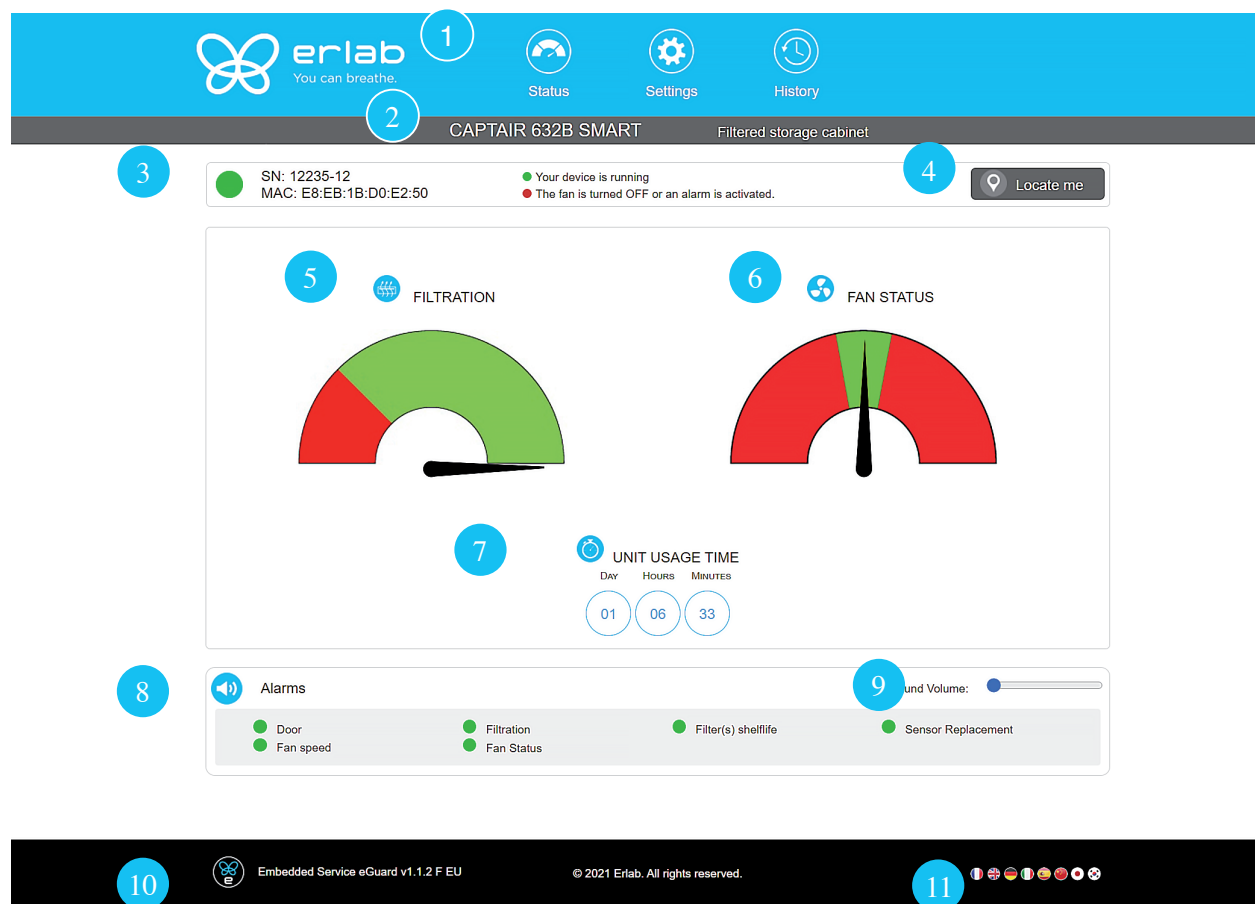 1
erlab
You can breathe.
Status
Settings
History
2
CAPTAIR 632B SMART
Filtered storage cabinet
3
SN: 12235-12
MAC: E8:EB:1B:D0:E2:50
Your device is running
The fan is turned OFF or an alarm is activated.
4
Locate me
5
FILTRATION
6
FAN STATUS
7
UNIT USAGE TIME
DAY HOURS MINUTES
01 06 33
8
Alarms
9
Volume:
Door
Filtration
Filter(s) shelflife
Sensor Replacement
Fan speed
Fan Status
10
e
Embedded Service eGuard v1.1.2 F EU
© 2021 Erlab. All rights reserved.
11